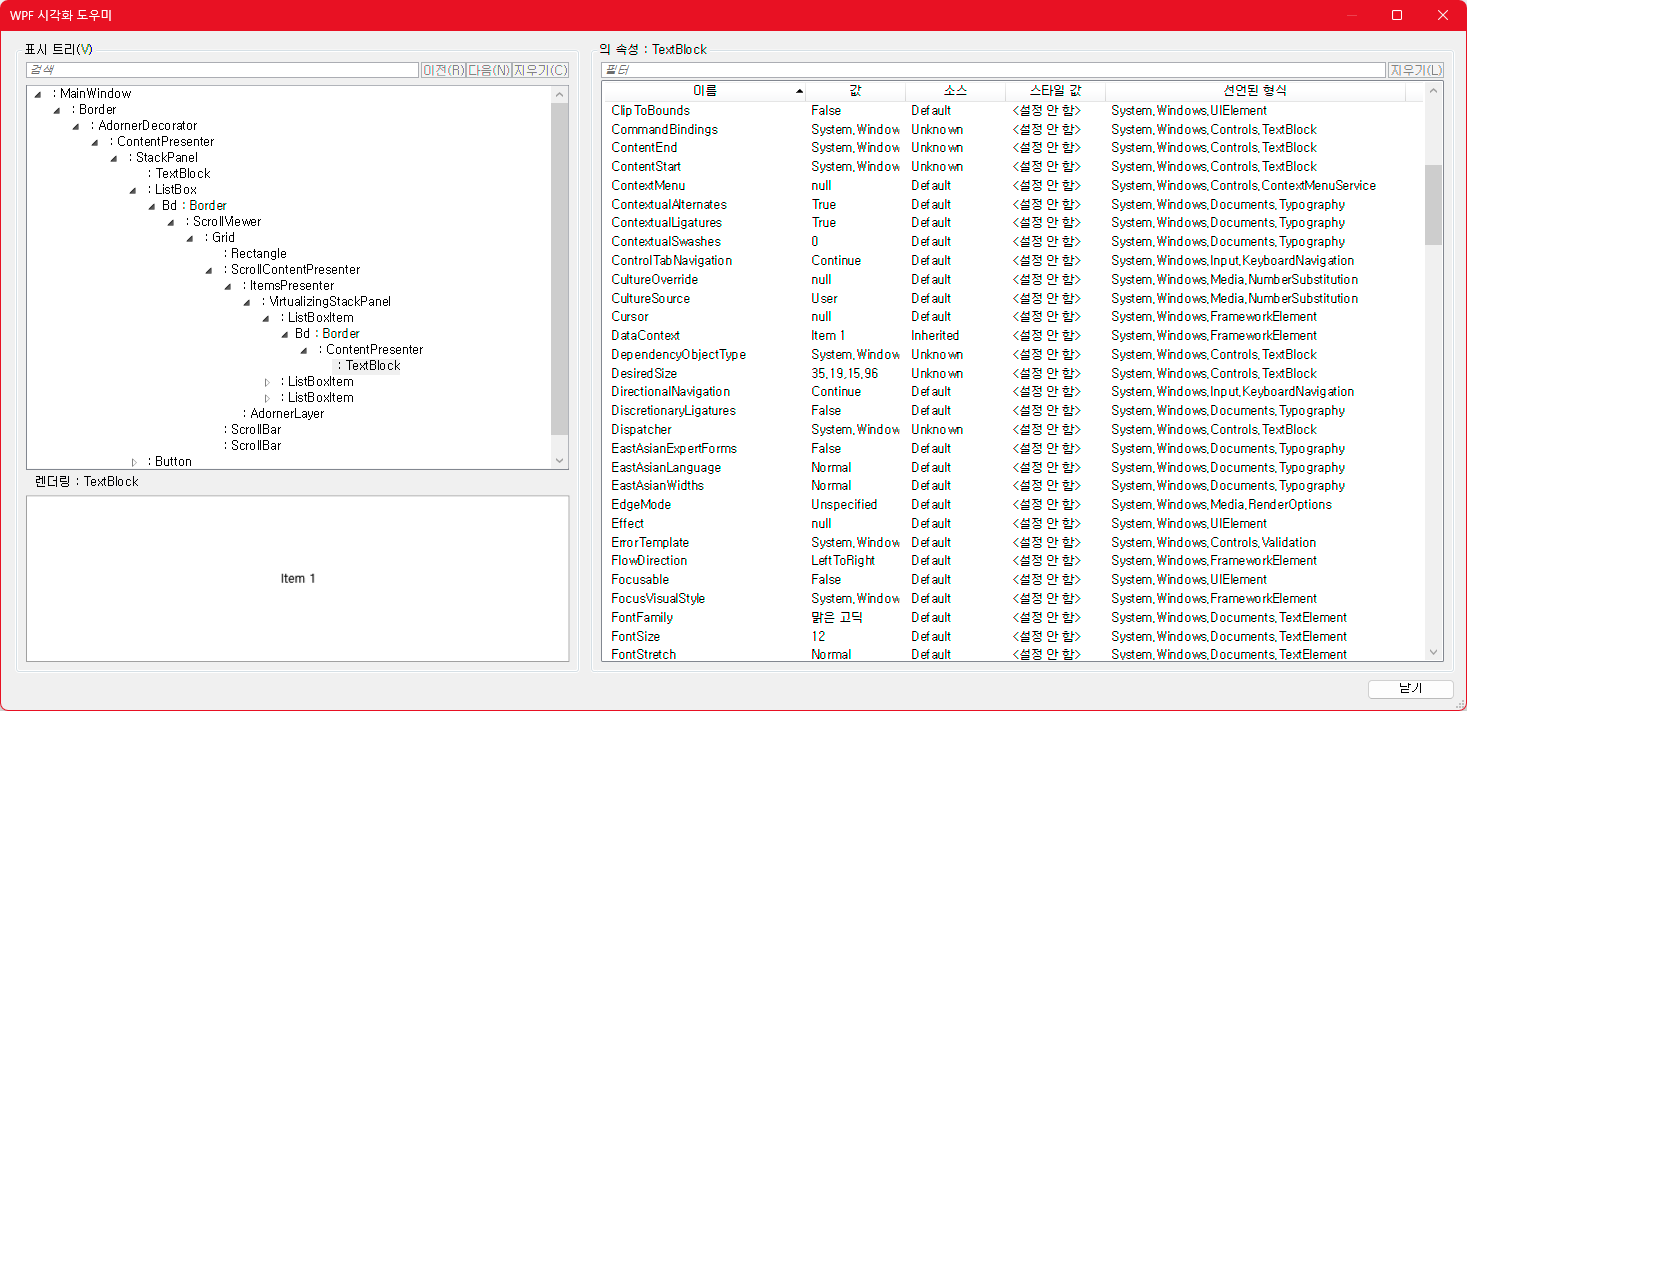 WPF 시각화 도우미
표시 트리(V)
검색
이전(R) 다음(N) 지우기(C)
: MainWindow
: Border
: AdornerDecorator
: ContentPresenter
: StackPanel
: TextBlock
: ListBox
Bd : Border
: ScrollViewer
: Grid
: Rectangle
: ScrollContentPresenter
: ItemsPresenter
: VirtualizingStackPanel
: ListBoxItem
Bd : Border
: ContentPresenter
: TextBlock
: ListBoxItem
: ListBoxItem
: AdornerLayer
: ScrollBar
: ScrollBar
: Button
렌더링 : TextBlock
Item 1
의 속성 : TextBlock
필터
지우기(L)
이름 값 소스 스타일 값 선언된 형식
ClipToBounds False Default <설정 안 함> System.Windows.UIElement
CommandBindings System.Window Unknown <설정 안 함> System.Windows.Controls.TextBlock
ContentEnd System.Window Unknown <설정 안 함> System.Windows.Controls.TextBlock
ContentStart System.Window Unknown <설정 안 함> System.Windows.Controls.TextBlock
ContextMenu null Default <설정 안 함> System.Windows.Controls.ContextMenuService
ContextualAlternates True Default <설정 안 함> System.Windows.Documents.Typography
ContextualLigatures True Default <설정 안 함> System.Windows.Documents.Typography
ContextualSwashes 0 Default <설정 안 함> System.Windows.Documents.Typography
ControlTabNavigation Continue Default <설정 안 함> System.Windows.Input.KeyboardNavigation
CultureOverride null Default <설정 안 함> System.Windows.Media.NumberSubstitution
CultureSource User Default <설정 안 함> System.Windows.Media.NumberSubstitution
Cursor null Default <설정 안 함> System.Windows.FrameworkElement
DataContext Item 1 Inherited <설정 안 함> System.Windows.FrameworkElement
DependencyObjectType System.Window Unknown <설정 안 함> System.Windows.Controls.TextBlock
DesiredSize 35.19,15.96 Unknown <설정 안 함> System.Windows.Controls.TextBlock
DirectionalNavigation Continue Default <설정 안 함> System.Windows.Input.KeyboardNavigation
DiscretionaryLigatures False Default <설정 안 함> System.Windows.Documents.Typography
Dispatcher System.Window Unknown <설정 안 함> System.Windows.Controls.TextBlock
EastAsianExpertForms False Default <설정 안 함> System.Windows.Documents.Typography
EastAsianLanguage Normal Default <설정 안 함> System.Windows.Documents.Typography
EastAsianWidths Normal Default <설정 안 함> System.Windows.Documents.Typography
EdgeMode Unspecified Default <설정 안 함> System.Windows.Media.RenderOptions
Effect null Default <설정 안 함> System.Windows.UIElement
ErrorTemplate System.Window Default <설정 안 함> System.Windows.Controls.Validation
FlowDirection LeftToRight Default <설정 안 함> System.Windows.FrameworkElement
Focusable False Default <설정 안 함> System.Windows.UIElement
FocusVisualStyle System.Window Default <설정 안 함> System.Windows.FrameworkElement
FontFamily 맑은 고딕 Default <설정 안 함> System.Windows.Documents.TextElement
FontSize 12 Default <설정 안 함> System.Windows.Documents.TextElement
FontStretch Normal Default <설정 안 함> System.Windows.Documents.TextElement
닫기